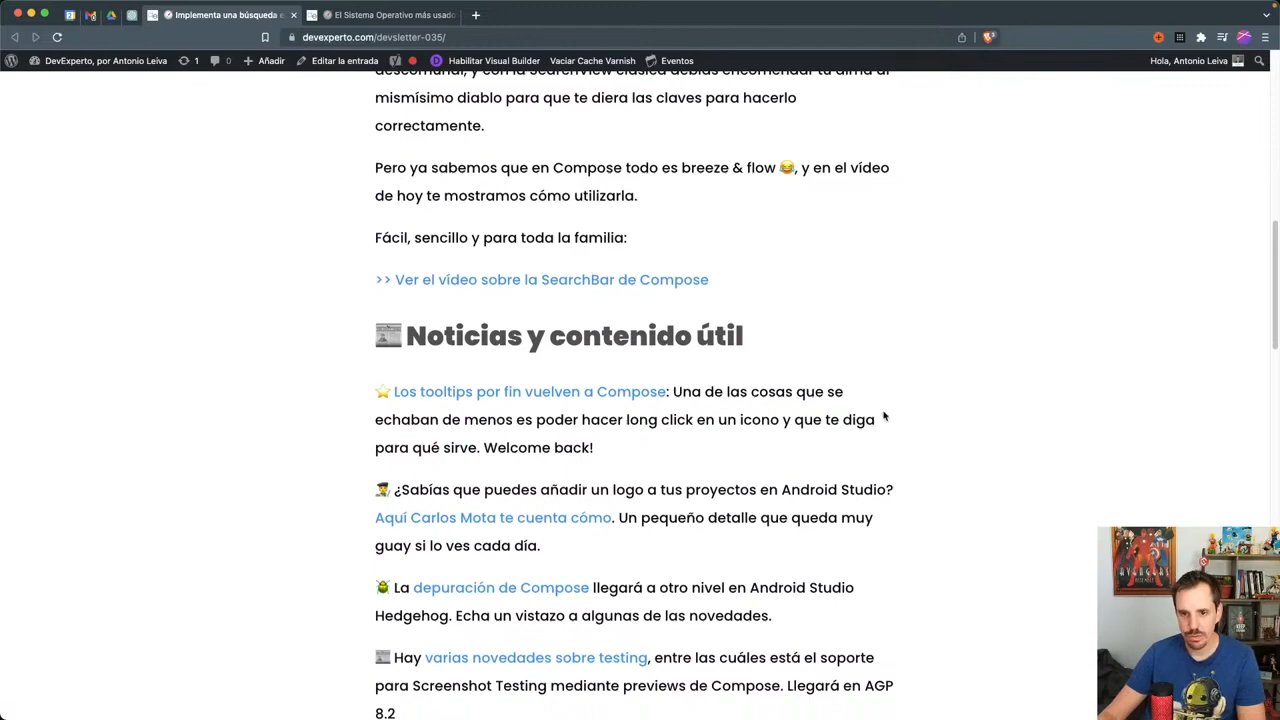 Implementa una búsqueda
El Sistema Operativo más usado
devexperto.com/devsletter-035/
DevExperto, por Antonio Leiva
1
0
Añadir
Editar la entrada
Habilitar Visual Builder
Vaciar Cache Varnish
Eventos
Hola, Antonio Leiva
descomunal, y con la SearchView clásica debías encomendar tu alma al
mismísimo diablo para que te diera las claves para hacerlo
correctamente.
Pero ya sabemos que en Compose todo es breeze & flow 😂, y en el vídeo
de hoy te mostramos cómo utilizarla.
Fácil, sencillo y para toda la familia:
>> Ver el vídeo sobre la SearchBar de Compose
📰 Noticias y contenido útil
⭐ Los tooltips por fin vuelven a Compose: Una de las cosas que se
echaban de menos es poder hacer long click en un icono y que te diga
para qué sirve. Welcome back!
👨‍🎨 ¿Sabías que puedes añadir un logo a tus proyectos en Android Studio?
Aquí Carlos Mota te cuenta cómo. Un pequeño detalle que queda muy
guay si lo ves cada día.
🪲 La depuración de Compose llegará a otro nivel en Android Studio
Hedgehog. Echa un vistazo a algunas de las novedades.
📰 Hay varias novedades sobre testing, entre las cuáles está el soporte
para Screenshot Testing mediante previews de Compose. Llegará en AGP
8.2